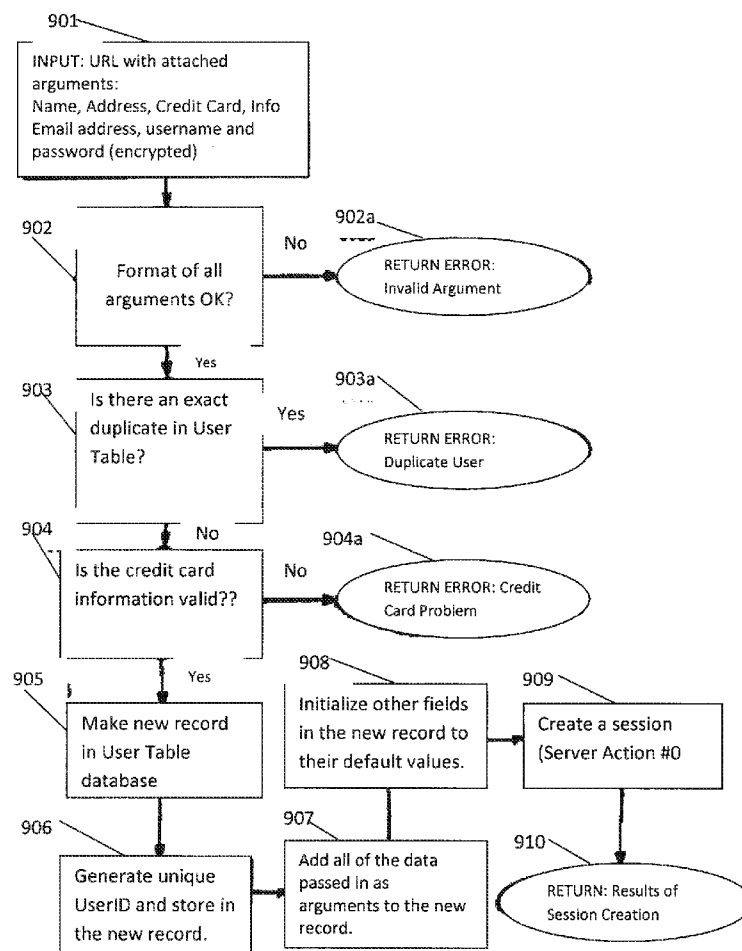 901
INPUT: URL with attached
arguments:
Name, Address, Credit Card, Info
Email address, username and
password (encrypted)
902
Format of all
arguments OK?
No
902a
RETURN ERROR:
Invalid Argument
Yes
903
Is there an exact
duplicate in User
Table?
Yes
903a
RETURN ERROR:
Duplicate User
No
904
Is the credit card
information valid??
No
904a
RETURN ERROR: Credit
Card Problem
Yes
905
Make new record
in User Table
database
906
Generate unique
UserID and store in
the new record.
907
Add all of the data
passed in as
arguments to the new
record.
908
Initialize other fields
in the new record to
their default values.
909
Create a session
(Server Action #0
910
RETURN: Results of
Session Creation